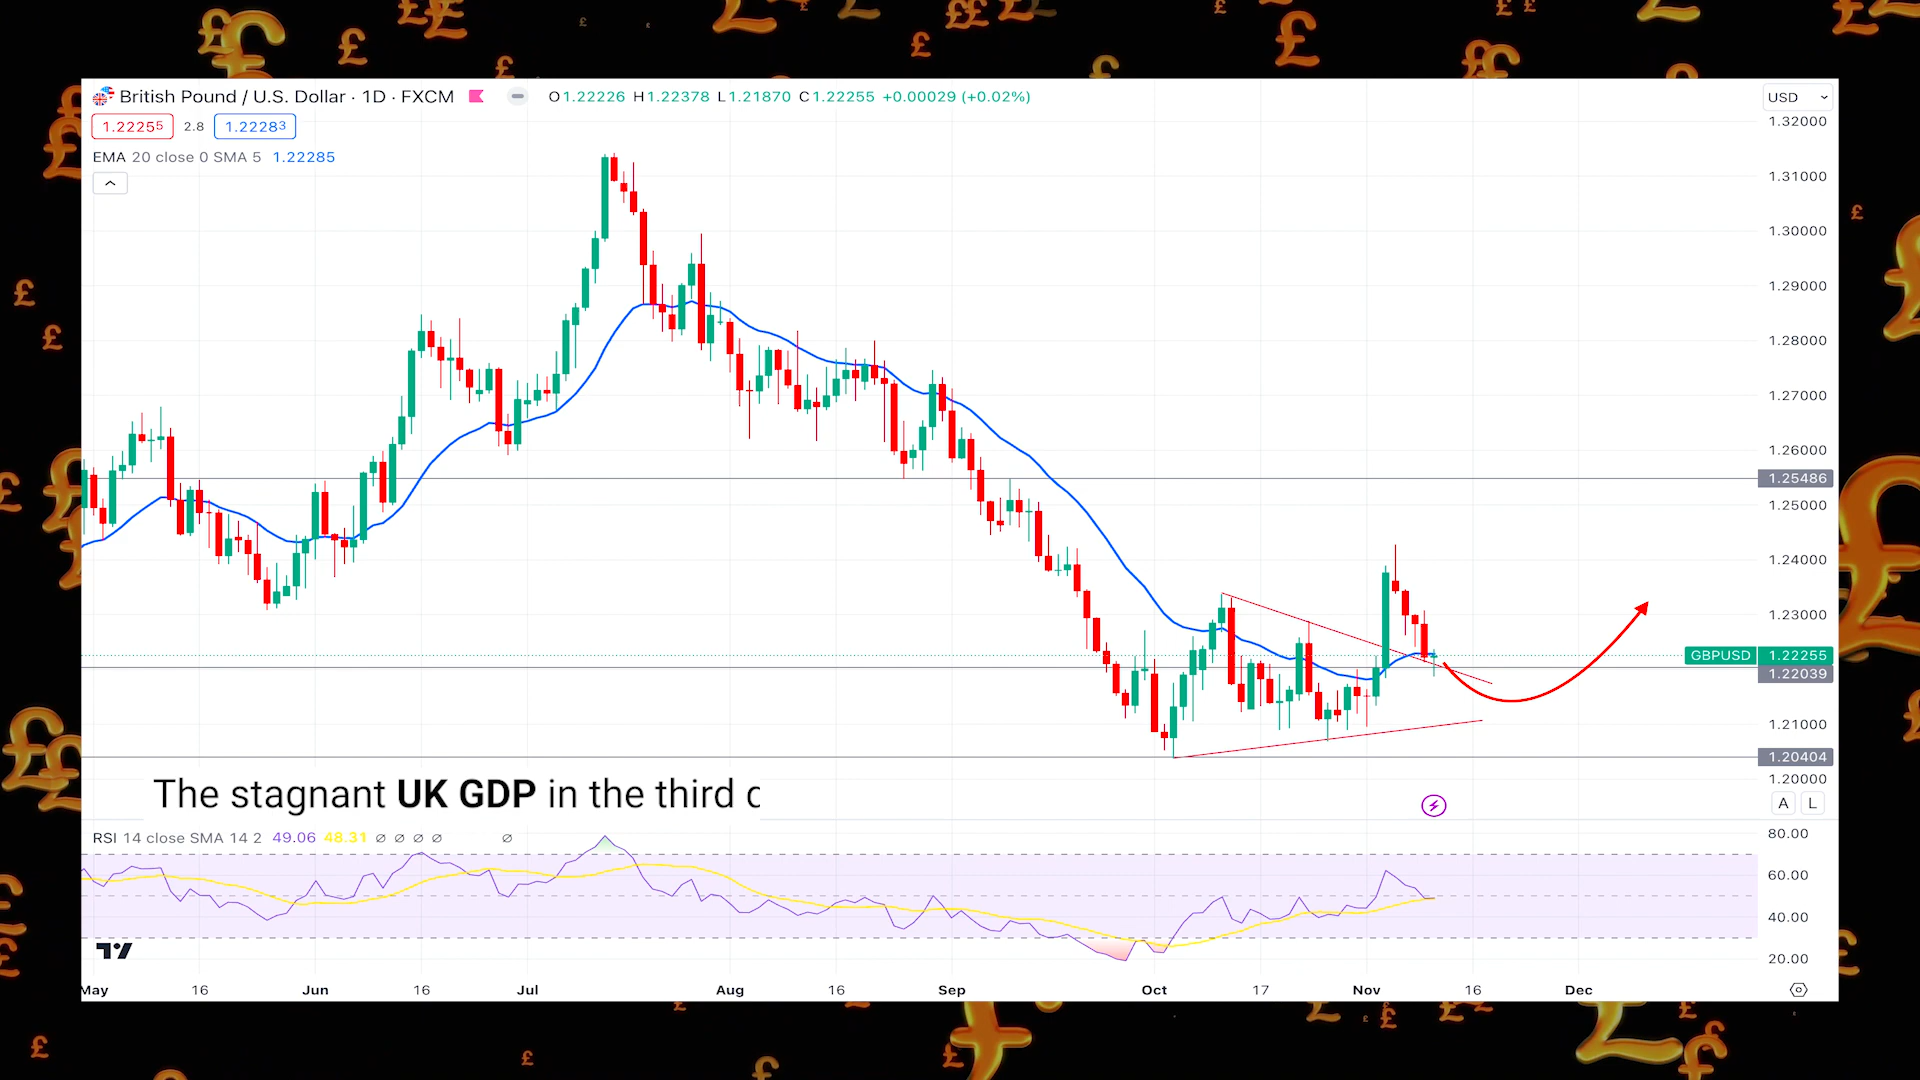 British Pound / U.S. Dollar · 1D · FXCM O1.22226 H1.22378 L1.21870 C1.22255 +0.00029 (+0.02%)
USD
1.22255 2.8 1.22283
EMA 20 close 0 SMA 5 1.22285
1.32000
1.31000
1.30000
1.29000
1.28000
1.27000
1.26000
1.25486
1.25000
1.24000
1.23000
GBPUSD 1.22255
1.22039
1.21000
1.20404
1.20000
The stagnant UK GDP in the third
A L
RSI 14 close SMA 14 2 49.06 48.31 ∅ ∅ ∅ ∅ ∅
80.00
60.00
40.00
20.00
May 16 Jun 16 Jul Aug 16 Sep Oct 17 Nov 16 Dec